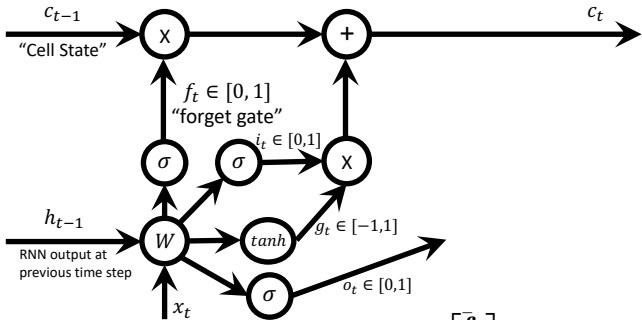 c_{t-1}
c_t
x
+
"Cell State"
f_t ∈ [0, 1]
"forget gate"
i_t ∈ [0,1]
σ
σ
x
h_{t-1}
W
tanh
g_t ∈ [-1,1]
RNN output at
previous time step
σ
o_t ∈ [0,1]
x_t